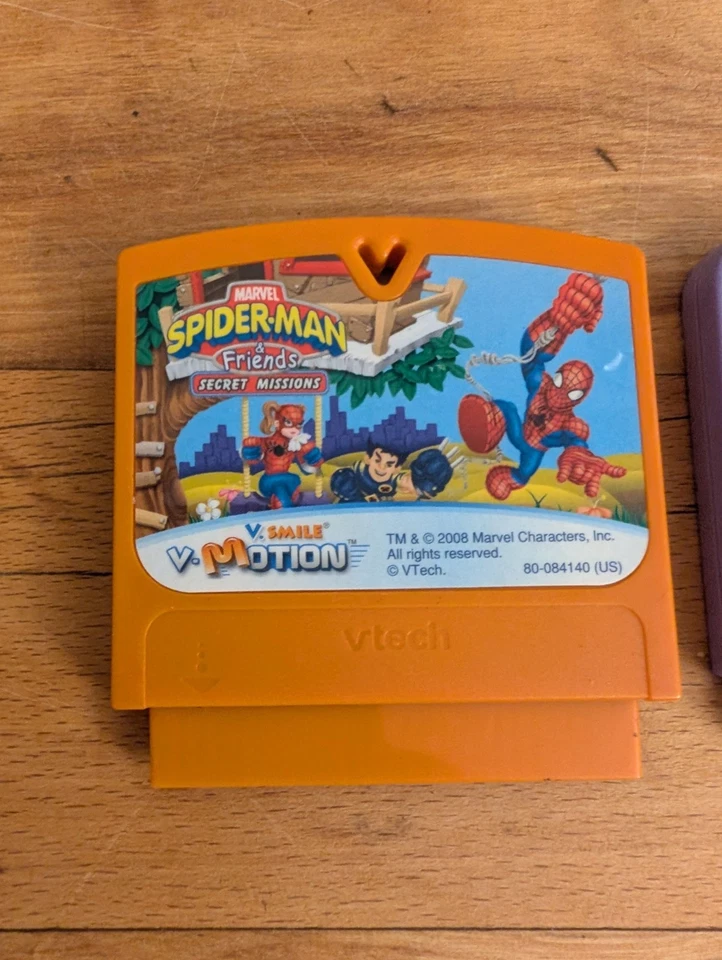 MARVEL
SPIDER-MAN
& Friends
SECRET MISSIONS
V.SMILE®
V.MOTION™
TM & © 2008 Marvel Characters, Inc.
All rights reserved.
© VTech. 80-084140 (US)
vtech